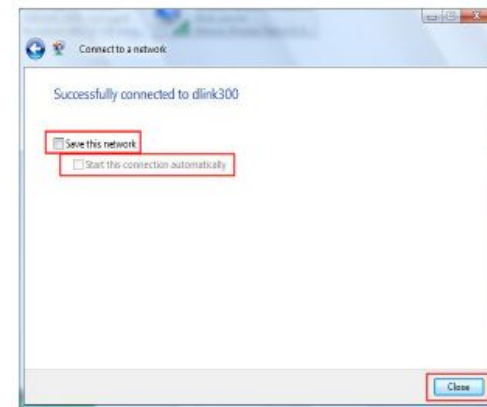 Connect to a network
Successfully connected to dlink300
Save this network
Start this connection automatically
Close